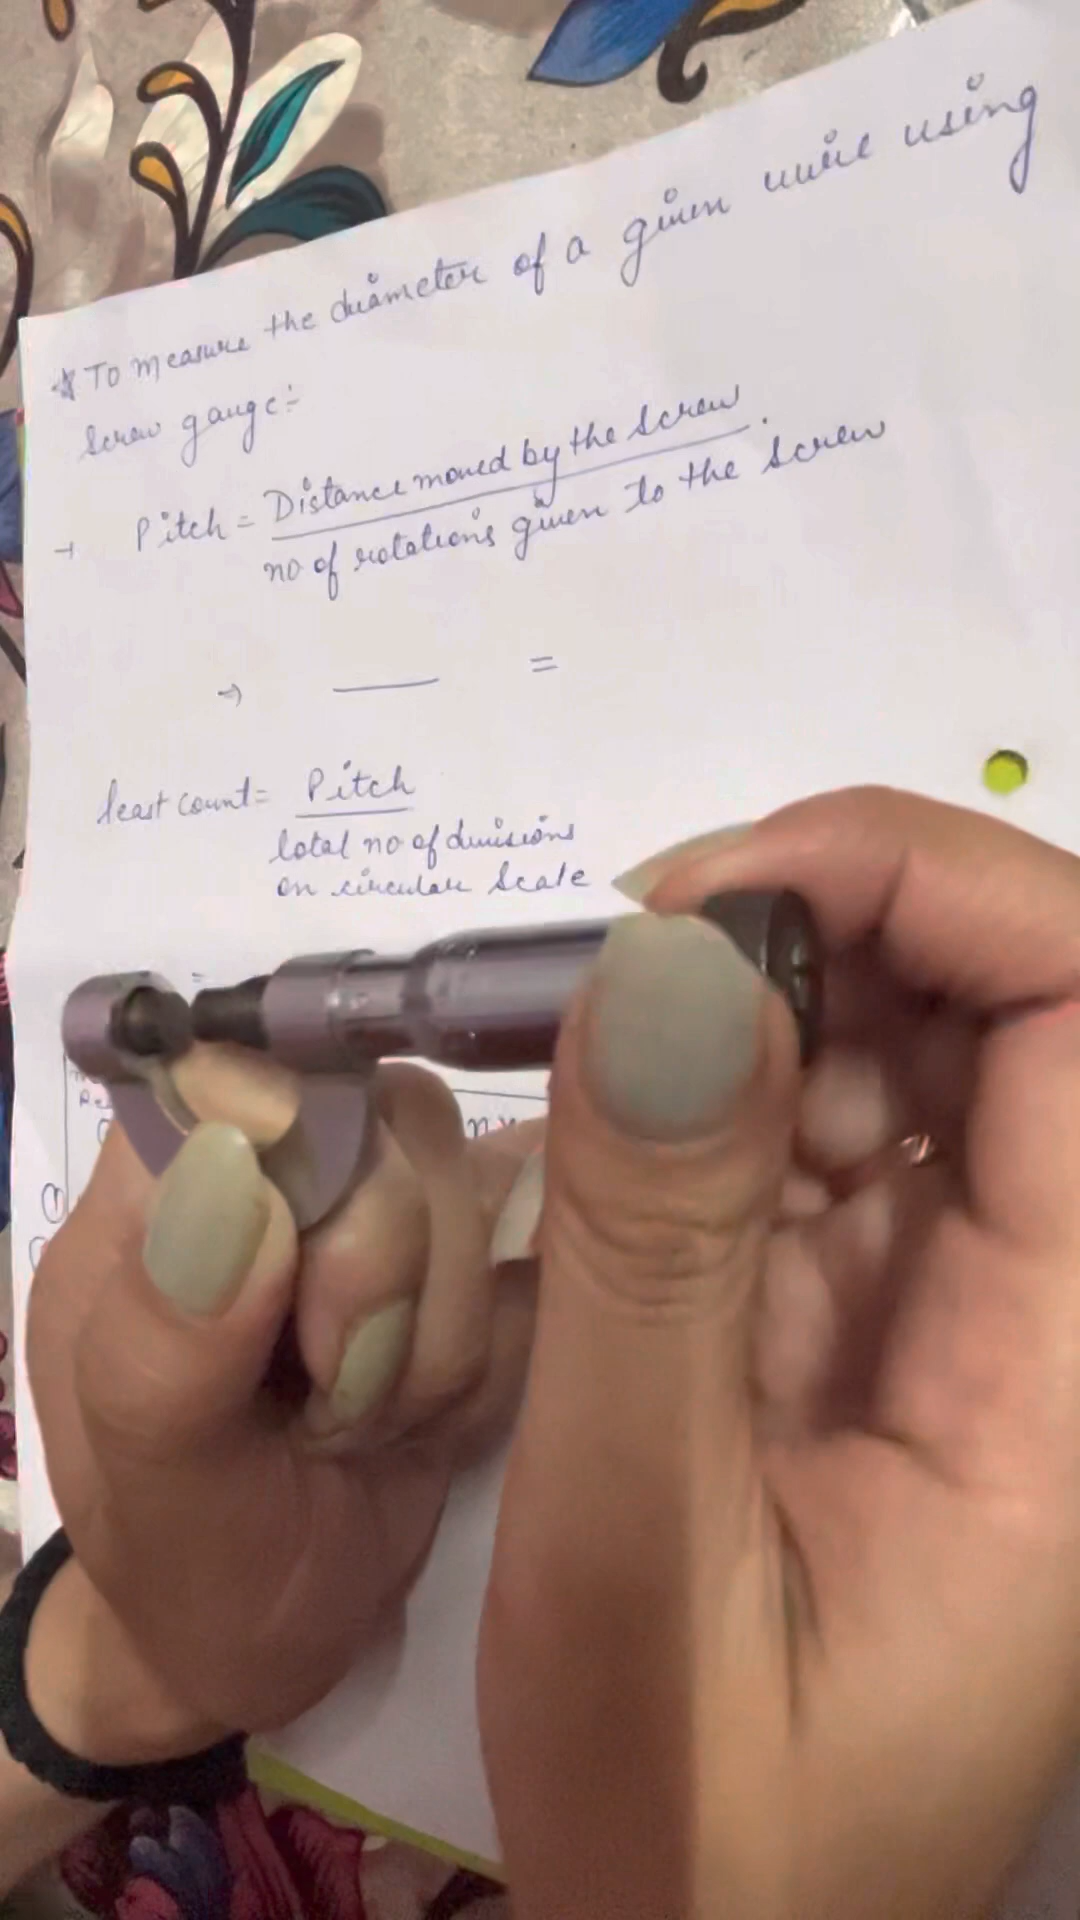 * To measure the diameter of a given wire using
Screw gauge:-
→ Pitch = Distance moved by the screw
no of rotations given to the screw
→ — =
least count = Pitch
total no of divisions
on circular scale
=
①